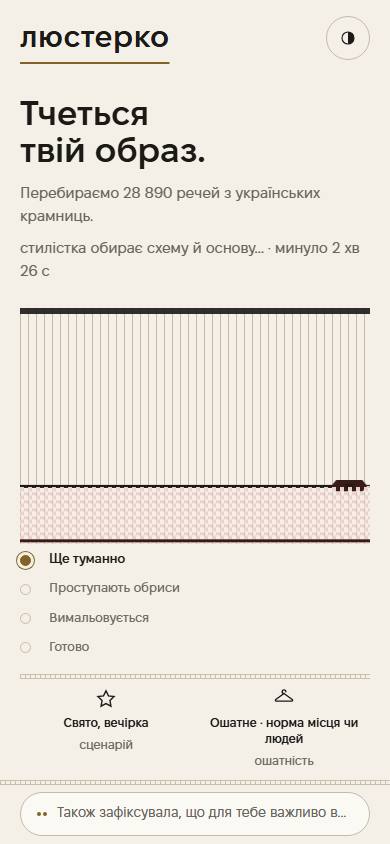 люстерко
Тчеться
твій образ.
Перебираємо 28 890 речей з українських
крамниць.
стилістка обирає схему й основу... · минуло 2 хв
26 с
Ще туманно
Проступають обриси
Вимальовується
Готово
Свято, вечірка
сценарій
Ошатне · норма місця чи
людей
ошатність
Також зафіксувала, що для тебе важливо в...